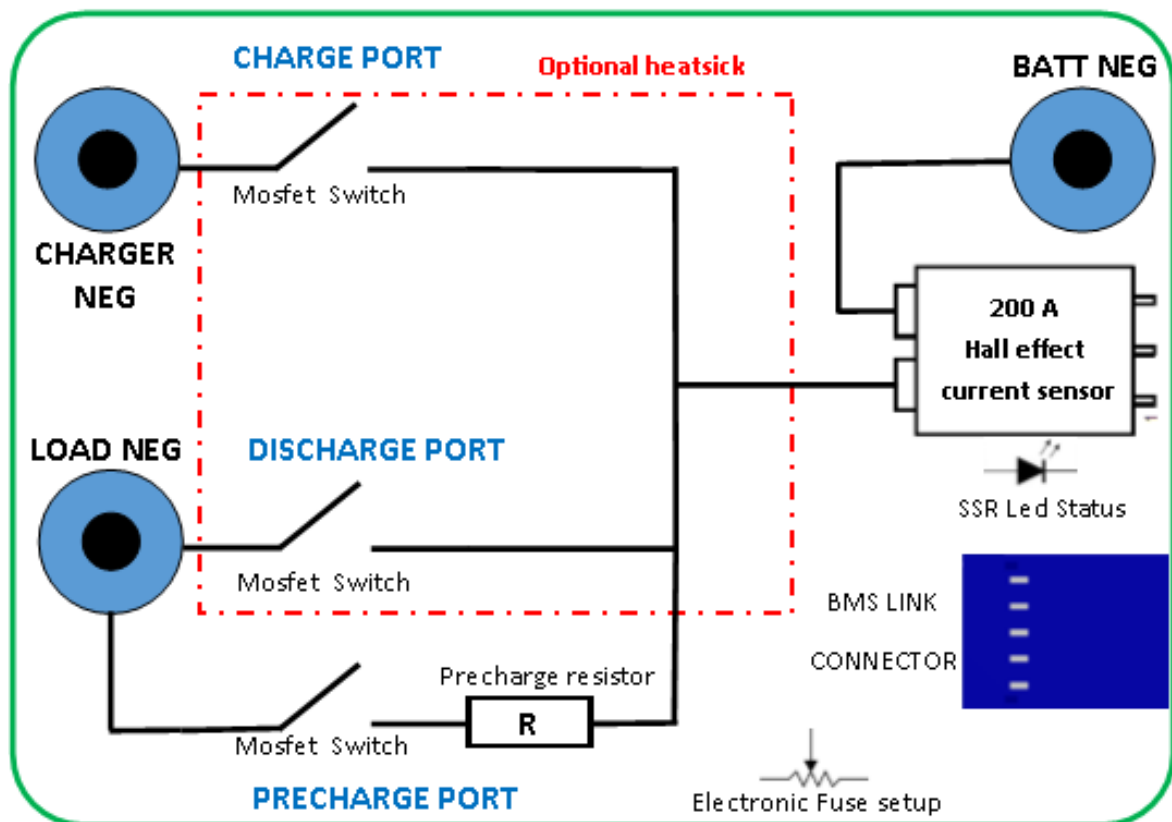 CHARGE PORT
Optional heatsick
BATT NEG
Mosfet Switch
CHARGER
NEG
200 A
Hall effect
current sensor
1
LOAD NEG
DISCHARGE PORT
SSR Led Status
Mosfet Switch
BMS LINK
CONNECTOR
Precharge resistor
R
Mosfet Switch
PRECHARGE PORT
Electronic Fuse setup